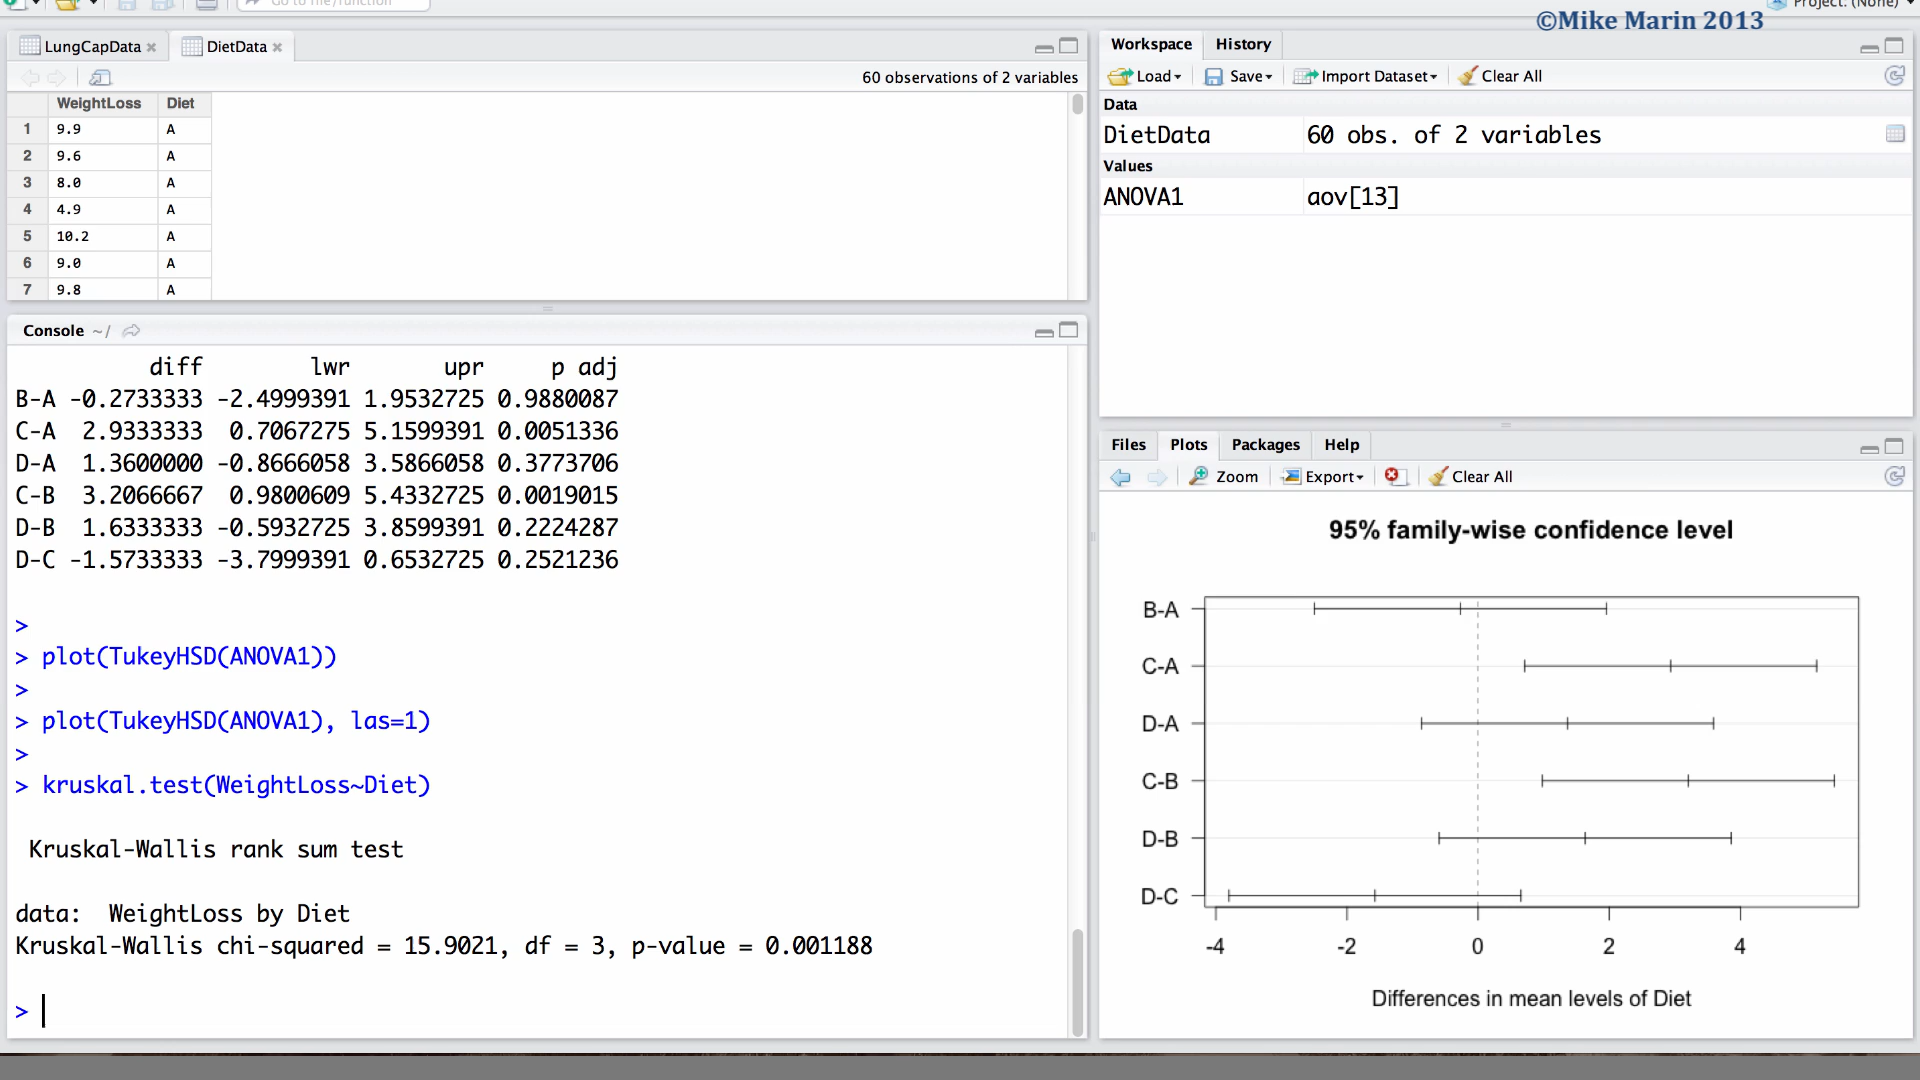 Go to file/function
Project: (None)
©Mike Marin 2013
LungCapData
DietData
60 observations of 2 variables
WeightLoss Diet
1 9.9 A
2 9.6 A
3 8.0 A
4 4.9 A
5 10.2 A
6 9.0 A
7 9.8 A
Console ~/
diff lwr upr p adj
B-A -0.2733333 -2.4999391 1.9532725 0.9880087
C-A 2.9333333 0.7067275 5.1599391 0.0051336
D-A 1.3600000 -0.8666058 3.5866058 0.3773706
C-B 3.2066667 0.9800609 5.4332725 0.0019015
D-B 1.6333333 -0.5932725 3.8599391 0.2224287
D-C -1.5733333 -3.7999391 0.6532725 0.2521236
>
> plot(TukeyHSD(ANOVA1))
>
> plot(TukeyHSD(ANOVA1), las=1)
>
> kruskal.test(WeightLoss~Diet)
Kruskal-Wallis rank sum test
data: WeightLoss by Diet
Kruskal-Wallis chi-squared = 15.9021, df = 3, p-value = 0.001188
>
Workspace History
Load Save Import Dataset Clear All
Data
DietData 60 obs. of 2 variables
Values
ANOVA1 aov[13]
Files Plots Packages Help
Zoom Export Clear All
95% family-wise confidence level
B-A
C-A
D-A
C-B
D-B
D-C
-4 -2 0 2 4
Differences in mean levels of Diet